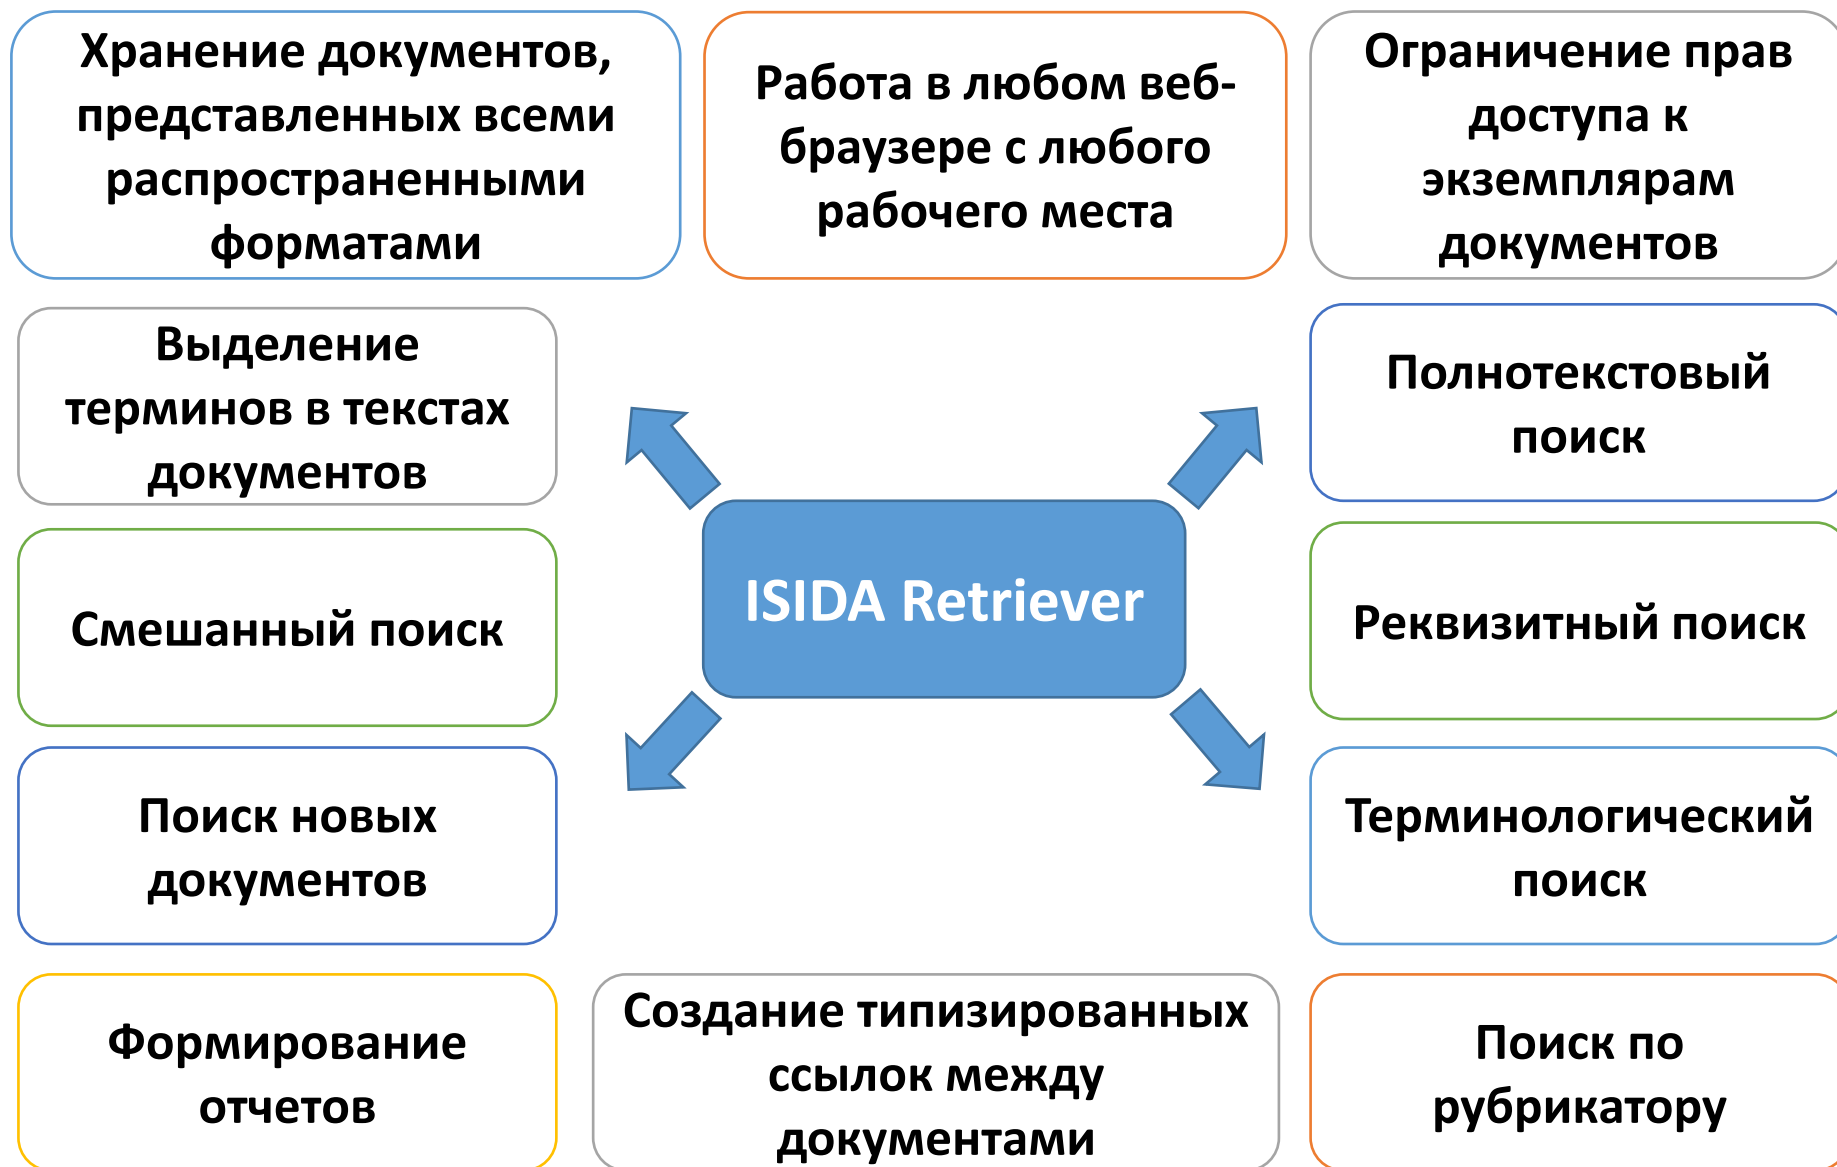 Хранение документов,
представленных всеми
распространенными
форматами
Работа в любом веб-
браузере с любого
рабочего места
Ограничение прав
доступа к
экземплярам
документов
Выделение
терминов в текстах
документов
Полнотекстовый
поиск
Смешанный поиск
ISIDA Retriever
Реквизитный поиск
Поиск новых
документов
Терминологический
поиск
Формирование
отчетов
Создание типизированных
ссылок между
документами
Поиск по
рубрикатору